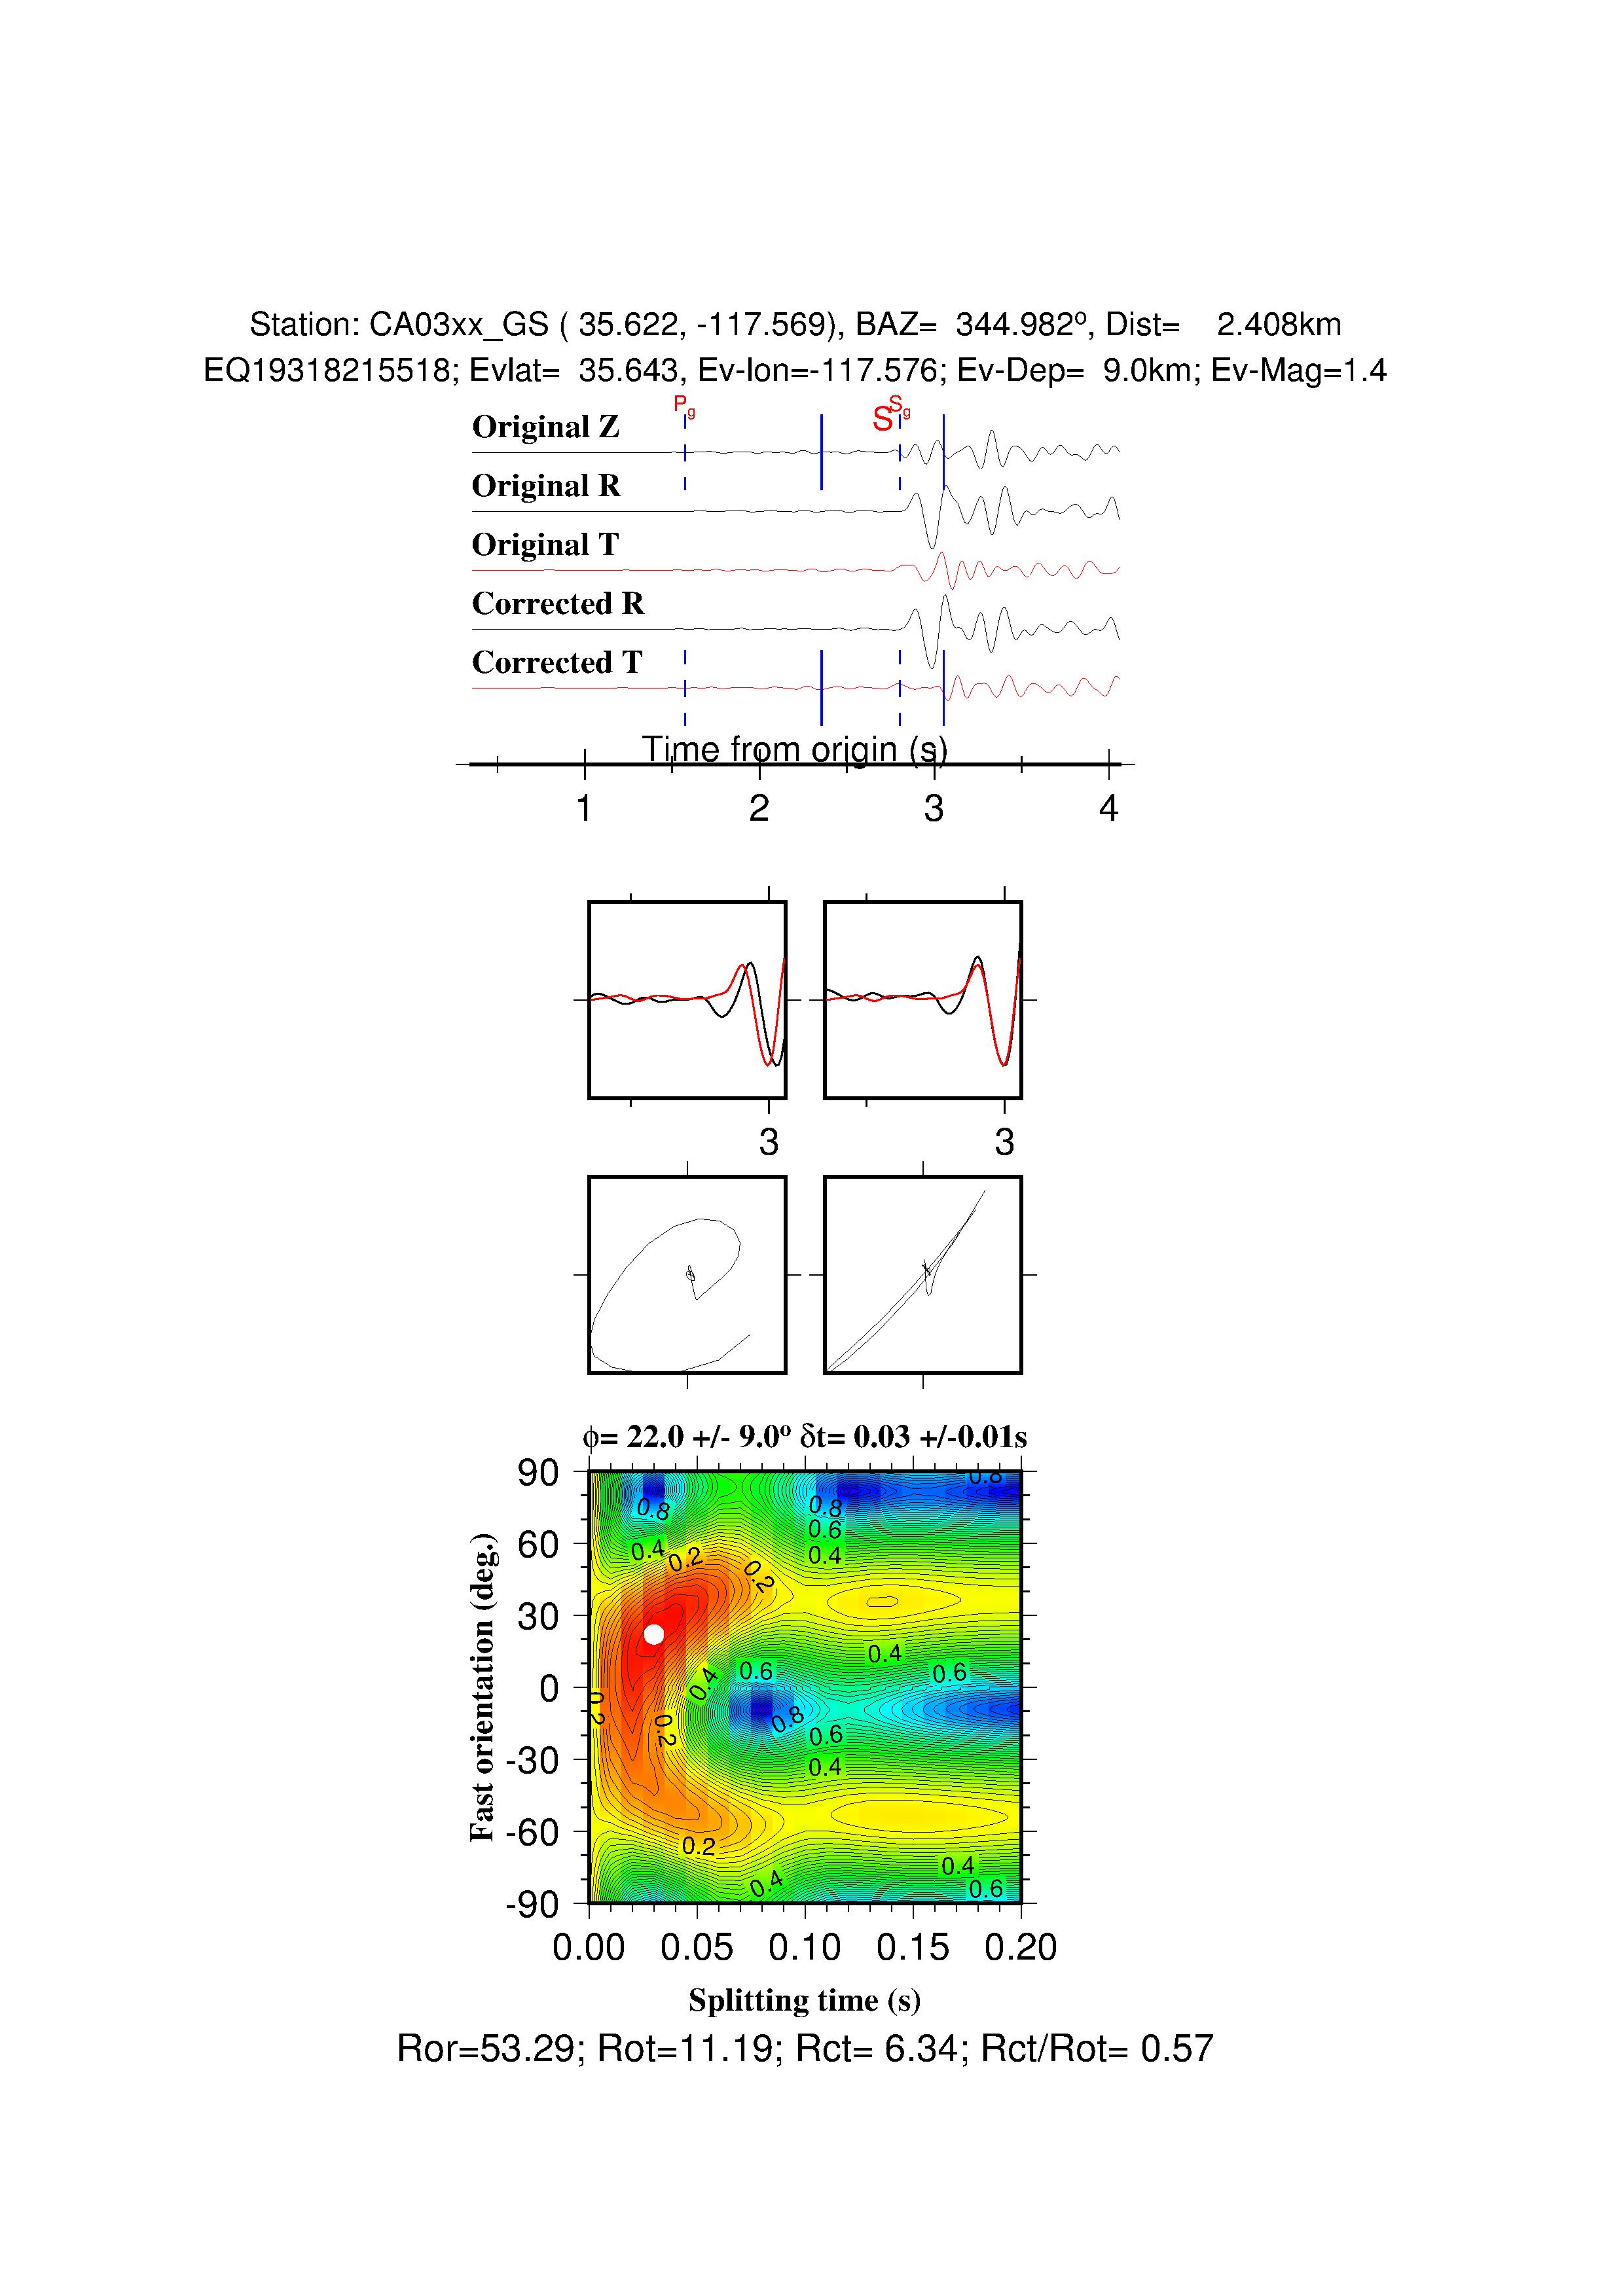 Station: CA03xx_GS ( 35.622, -117.569), BAZ=  344.982º, Dist=    2.408km
EQ19318215518; Evlat=  35.643, Ev-lon=-117.576; Ev-Dep=  9.0km; Ev-Mag=1.4
Pg S Sg
Original Z
Original R
Original T
Corrected R
Corrected T
Time from origin (s)
1 2 3 4
3 3
ϕ= 22.0 +/- 9.0º δt= 0.03 +/-0.01s
Fast orientation (deg.)
90
60
30
0
-30
-60
-90
0.8
0.8 0.8
0.6
0.4 0.2 0.2 0.4
0.4
0.4 0.6 0.6
0.2 0.2 0.8 0.6
0.4
0.2 0.4
0.4 0.6
0.00 0.05 0.10 0.15 0.20
Splitting time (s)
Ror=53.29; Rot=11.19; Rct= 6.34; Rct/Rot= 0.57